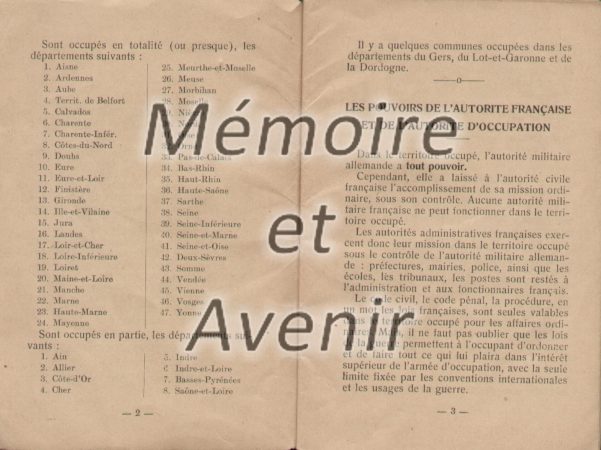 Sont occupés en totalité (ou presque), les
départements suivants :
1. Aisne
2. Ardennes
3. Aube
4. Territ. de Belfort
5. Calvados
6. Charente
7. Charente-Infér.
8. Côtes-du-Nord
9. Doubs
10. Eure
11. Eure-et-Loir
12. Finistère
13. Gironde
14. Ille-et-Vilaine
15. Jura
16. Landes
17. Loir-et-Cher
18. Loire-Inférieure
19. Loiret
20. Maine-et-Loire
21. Manche
22. Marne
23. Haute-Marne
24. Mayenne
25. Meurthe-et-Moselle
26. Meuse
27. Morbihan
28. Moselle
33. Pas-de-Calais
34. Bas-Rhin
35. Haut-Rhin
36. Haute-Saône
37. Sarthe
38. Seine
39. Seine-Inférieure
40. Seine-et-Marne
41. Seine-et-Oise
42. Deux-Sèvres
43. Somme
44. Vendée
45. Vienne
46. Vosges
47. Yonne
Sont occupés en partie, les départements sui-
vants :
1. Ain
2. Allier
3. Côte-d'Or
4. Cher
5. Indre
6 Indre-et-Loire
7. Basses-Pyrénées
8. Saône-et-Loire
— 2 —
Il y a quelques communes occupées dans les
départements du Gers, du Lot-et-Garonne et de
la Dordogne.
LES POUVOIRS DE L'AUTORITE FRANÇAISE
ET DE L'AUTORITE D'OCCUPATION
Dans le territoire occupé, l'autorité militaire
allemande a tout pouvoir.
Cependant, elle a laissé à l'autorité civile
française l'accomplissement de sa mission ordi-
naire, sous son contrôle. Aucune autorité mili-
taire française ne peut fonctionner dans le terri-
toire occupé.
Les autorités administratives françaises exer-
cent donc leur mission dans le territoire occupé
sous le contrôle de l'autorité militaire alleman-
de : préfectures, mairies, police, ainsi que les
écoles, les tribunaux, les postes sont restés à
l'administration et aux fonctionnaires français.
Le code civil, le code pénal, la procédure, en
un mot les lois françaises, sont seules valables
dans le territoire occupé pour les affaires ordi-
naires. Mais, il ne faut pas oublier que les lois
de la guerre permettent à l'occupant d'ordonner
et de faire tout ce qui lui plaira dans l'intérêt
supérieur de l'armée d'occupation, avec la seule
limite fixée par les conventions internationales
et les usages de la guerre.
— 3 —
Mémoire
et
Avenir